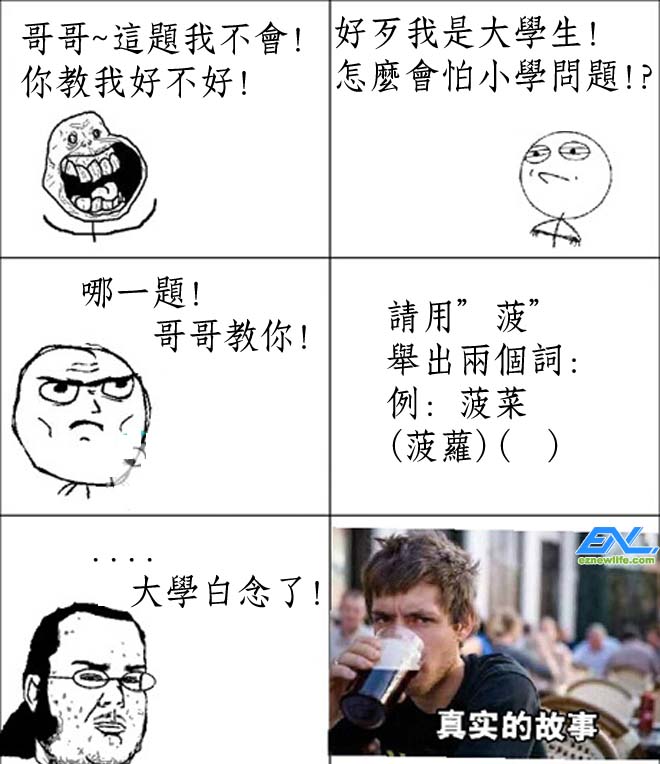 哥哥~這題我不會!
你教我好不好!
好歹我是大學生!
怎麼會怕小學問題!?
哪一題!
哥哥教你!
請用”菠”
舉出兩個詞:
例: 菠菜
(菠蘿)(　)
....
大學白念了!
EZNL
eznewlife.com
真实的故事